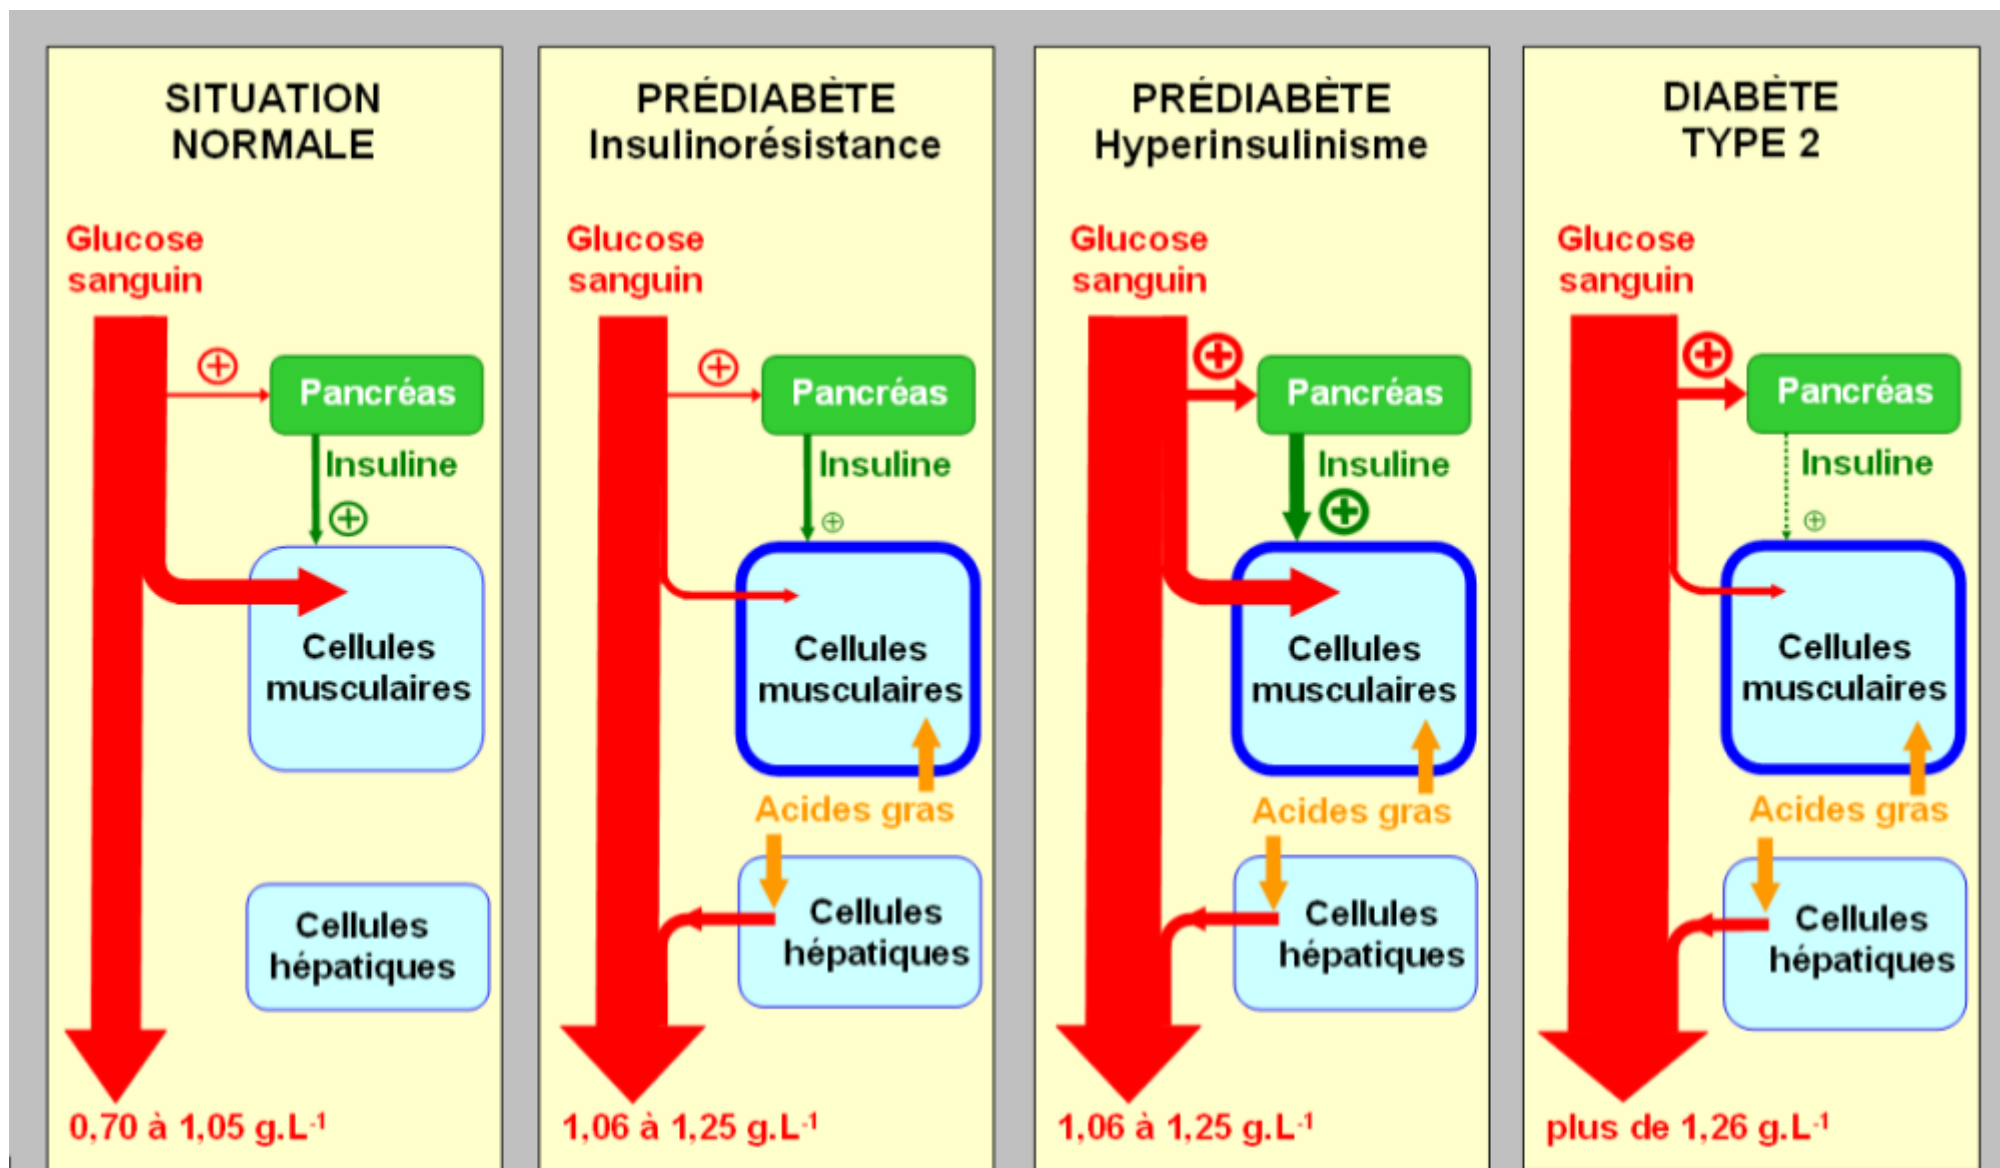 SITUATION
NORMALE
Glucose
sanguin
Pancréas
Insuline
Cellules
musculaires
Cellules
hépatiques
0,70 à 1,05 g.L-1
PRÉDIABÈTE
Insulinorésistance
Glucose
sanguin
Pancréas
Insuline
Cellules
musculaires
Acides gras
Cellules
hépatiques
1,06 à 1,25 g.L-1
PRÉDIABÈTE
Hyperinsulinisme
Glucose
sanguin
Pancréas
Insuline
Cellules
musculaires
Acides gras
Cellules
hépatiques
1,06 à 1,25 g.L-1
DIABÈTE
TYPE 2
Glucose
sanguin
Pancréas
Insuline
Cellules
musculaires
Acides gras
Cellules
hépatiques
plus de 1,26 g.L-1